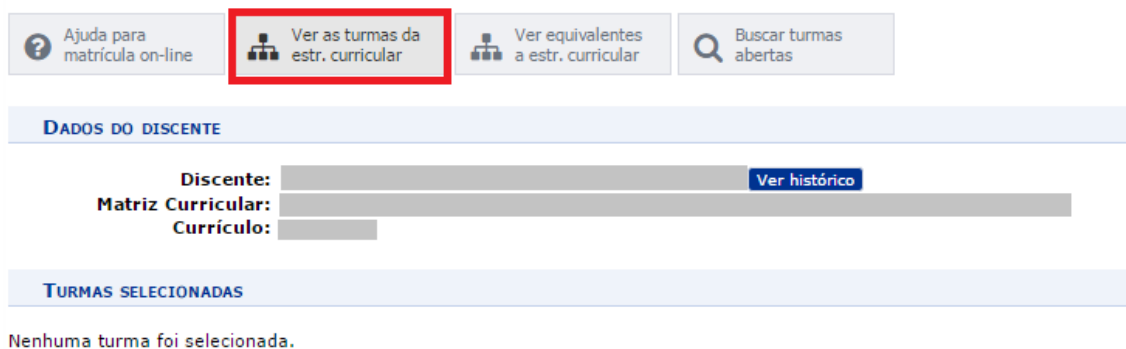 Ajuda para
matrícula on-line
Ver as turmas da
estr. curricular
Ver equivalentes
a estr. curricular
Buscar turmas
abertas
DADOS DO DISCENTE
Discente: Ver histórico
Matriz Curricular:
Currículo:
TURMAS SELECIONADAS
Nenhuma turma foi selecionada.